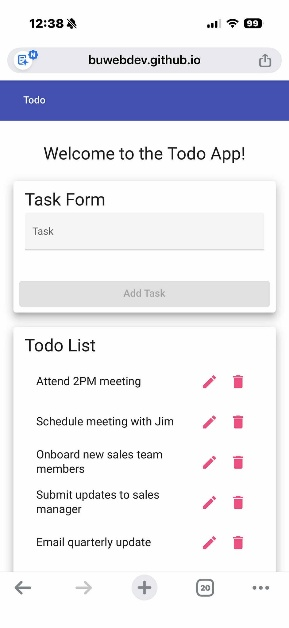 12:38
99
buwebdev.github.io
Todo
Welcome to the Todo App!
Task Form
Task
Add Task
Todo List
Attend 2PM meeting
Schedule meeting with Jim
Onboard new sales team
members
Submit updates to sales
manager
Email quarterly update
20